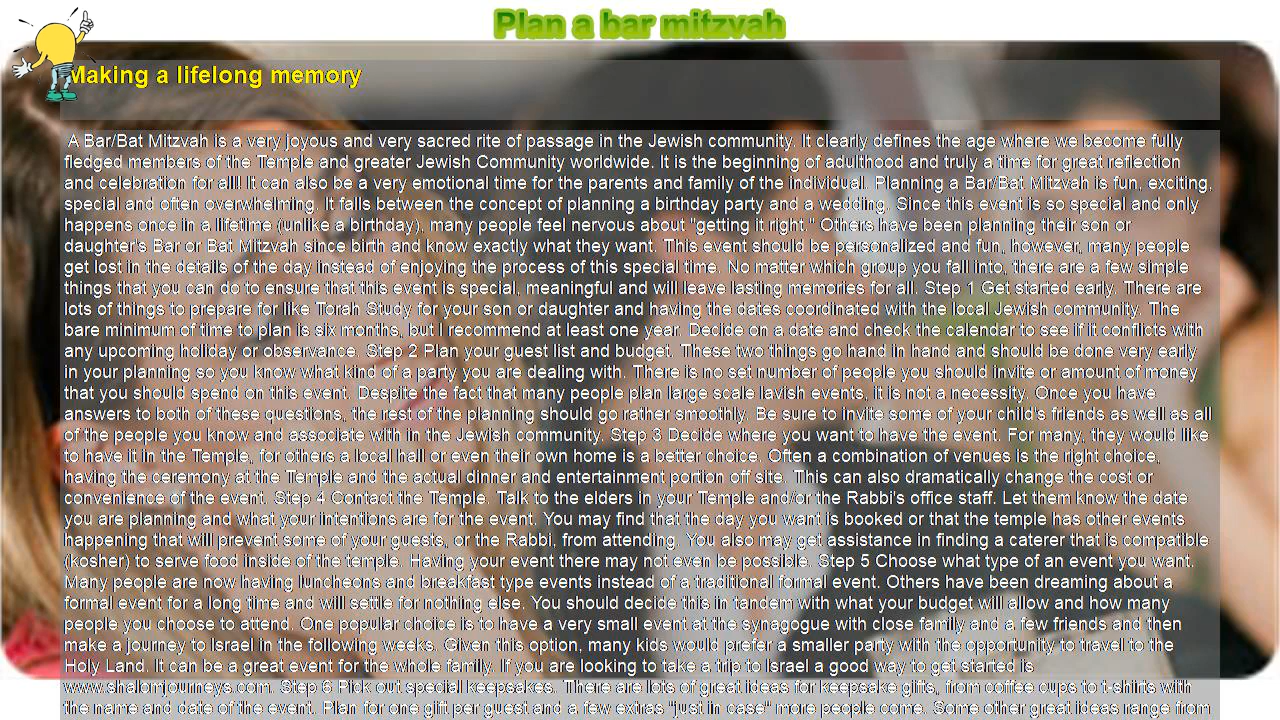 Plan a bar mitzvah
Making a lifelong memory
A Bar/Bat Mitzvah is a very joyous and very sacred rite of passage in the Jewish community. It clearly defines the age where we become fully
fledged members of the Temple and greater Jewish Community worldwide. It is the beginning of adulthood and truly a time for great reflection
and celebration for all!! It can also be a very emotional time for the parents and family of the individual. Planning a Bar/Bat Mitzvah is fun, exciting,
special and often overwhelming. It falls between the concept of planning a birthday party and a wedding. Since this event is so special and only
happens once in a lifetime (unlike a birthday), many people feel nervous about "getting it right." Others have been planning their son or
daughter's Bar or Bat Mitzvah since birth and know exactly what they want. This event should be personalized and fun, however, many people
get lost in the details of the day instead of enjoying the process of this special time. No matter which group you fall into, there are a few simple
things that you can do to ensure that this event is special, meaningful and will leave lasting memories for all. Step 1 Get started early. There are
lots of things to prepare for like Torah Study for your son or daughter and having the dates coordinated with the local Jewish community. The
bare minimum of time to plan is six months, but I recommend at least one year. Decide on a date and check the calendar to see if it conflicts with
any upcoming holiday or observance. Step 2 Plan your guest list and budget. These two things go hand in hand and should be done very early
in your planning so you know what kind of a party you are dealing with. There is no set number of people you should invite or amount of money
that you should spend on this event. Despite the fact that many people plan large scale lavish events, it is not a necessity. Once you have
answers to both of these questions, the rest of the planning should go rather smoothly. Be sure to invite some of your child's friends as well as all
of the people you know and associate with in the Jewish community. Step 3 Decide where you want to have the event. For many, they would like
to have it in the Temple, for others a local hall or even their own home is a better choice. Often a combination of venues is the right choice,
having the ceremony at the Temple and the actual dinner and entertainment portion off site. This can also dramatically change the cost or
convenience of the event. Step 4 Contact the Temple. Talk to the elders in your Temple and/or the Rabbi's office staff. Let them know the date
you are planning and what your intentions are for the event. You may find that the day you want is booked or that the temple has other events
happening that will prevent some of your guests, or the Rabbi, from attending. You also may get assistance in finding a caterer that is compatible
(kosher) to serve food inside of the temple. Having your event there may not even be possible. Step 5 Choose what type of an event you want.
Many people are now having luncheons and breakfast type events instead of a traditional formal event. Others have been dreaming about a
formal event for a long time and will settle for nothing else. You should decide this in tandem with what your budget will allow and how many
people you choose to attend. One popular choice is to have a very small event at the synagogue with close family and a few friends and then
make a journey to Israel in the following weeks. Given this option, many kids would prefer a smaller party with the opportunity to travel to the
Holy Land. It can be a great event for the whole family. If you are looking to take a trip to Israel a good way to get started is
www.shalomjourneys.com. Step 6 Pick out special keepsakes. There are lots of great ideas for keepsake gifts, from coffee cups to t-shirts with
the name and date of the event. Plan for one gift per guest and a few extras "just in case" more people come. Some other great ideas range from